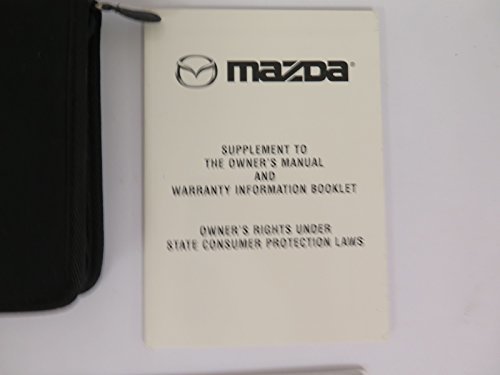 mazda®
SUPPLEMENT TO
THE OWNER'S MANUAL
AND
WARRANTY INFORMATION BOOKLET
OWNER'S RIGHTS UNDER
STATE CONSUMER PROTECTION LAWS